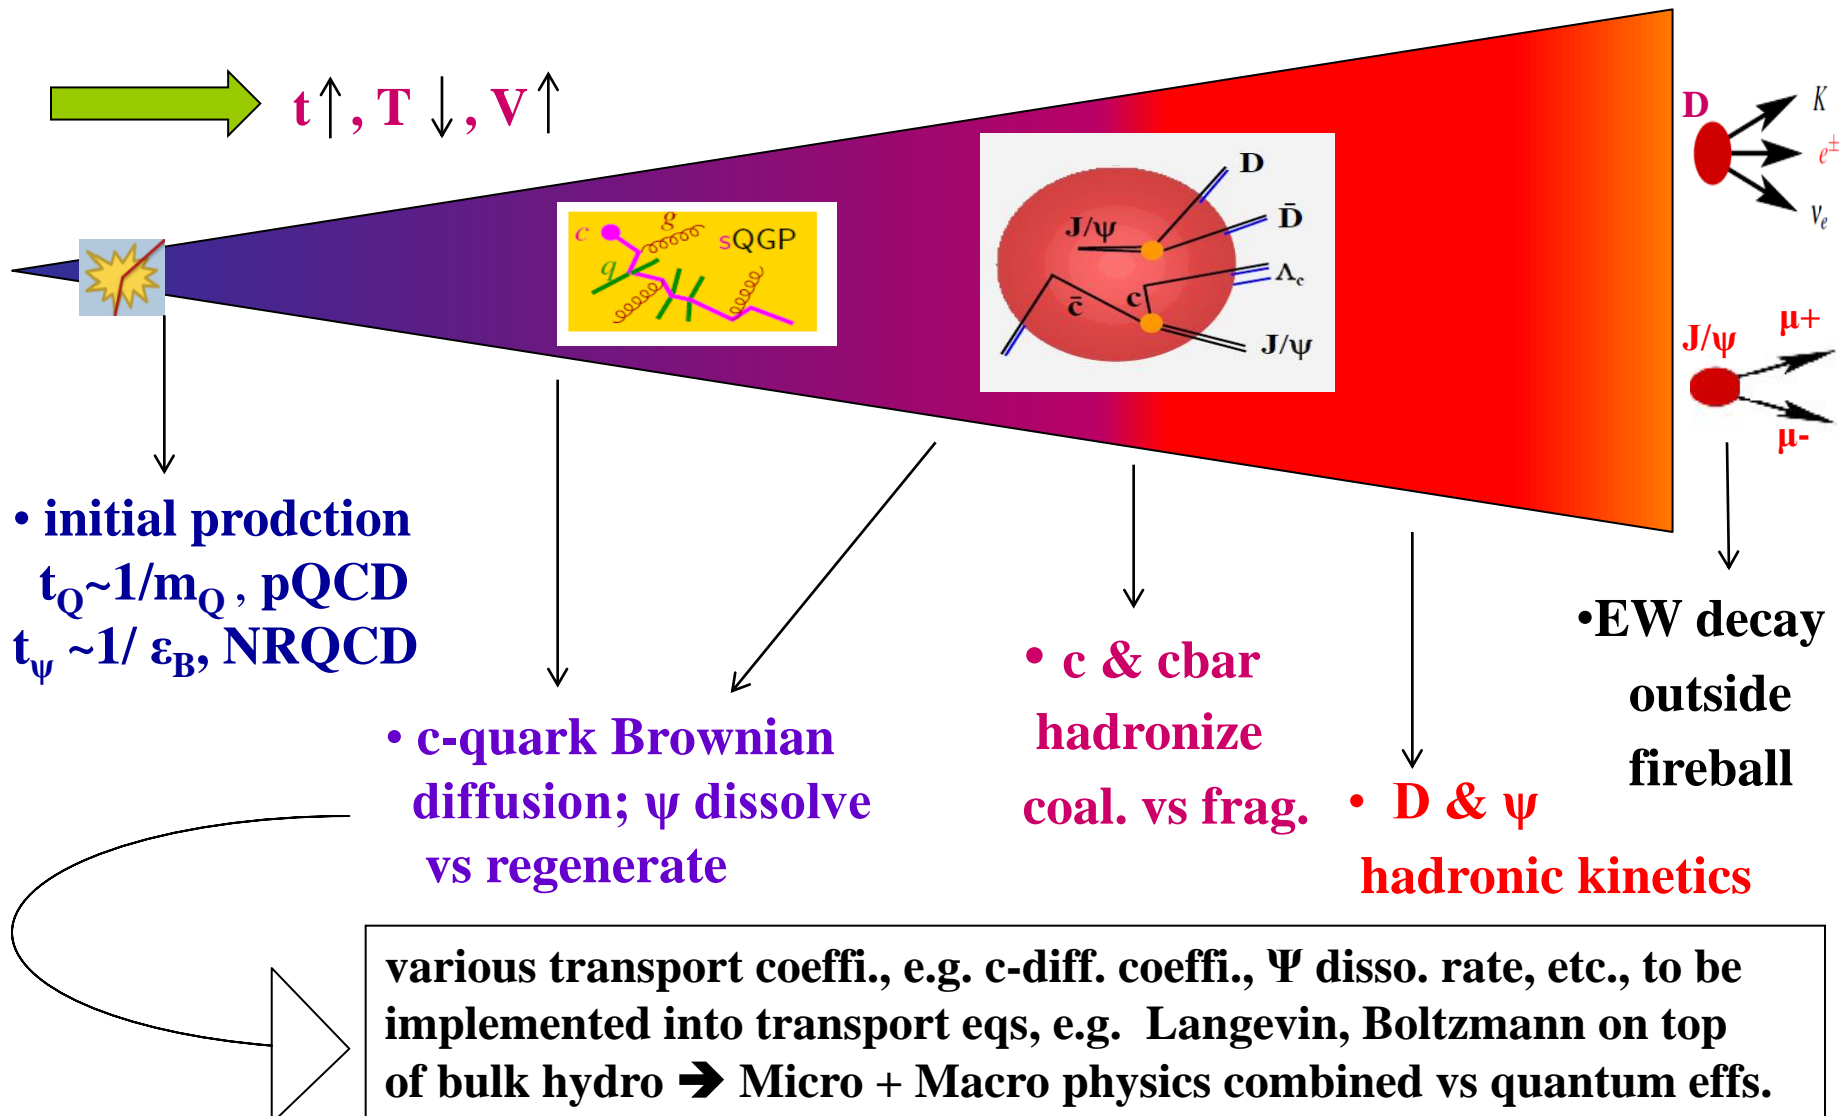 t↑, T ↓, V↑
c
g
sQGP
q
D
D̄
J/ψ
Λc
c̄
c
J/ψ
D
K
e±
νe
J/ψ
μ+
μ-
• initial prodction
tQ~1/mQ , pQCD
tψ ~1/ εB, NRQCD
• c-quark Brownian
diffusion; ψ dissolve
vs regenerate
• c & cbar
hadronize
coal. vs frag.
• D & ψ
hadronic kinetics
•EW decay
outside
fireball
various transport coeffi., e.g. c-diff. coeffi., Ψ disso. rate, etc., to be
implemented into transport eqs, e.g. Langevin, Boltzmann on top
of bulk hydro ➔ Micro + Macro physics combined vs quantum effs.